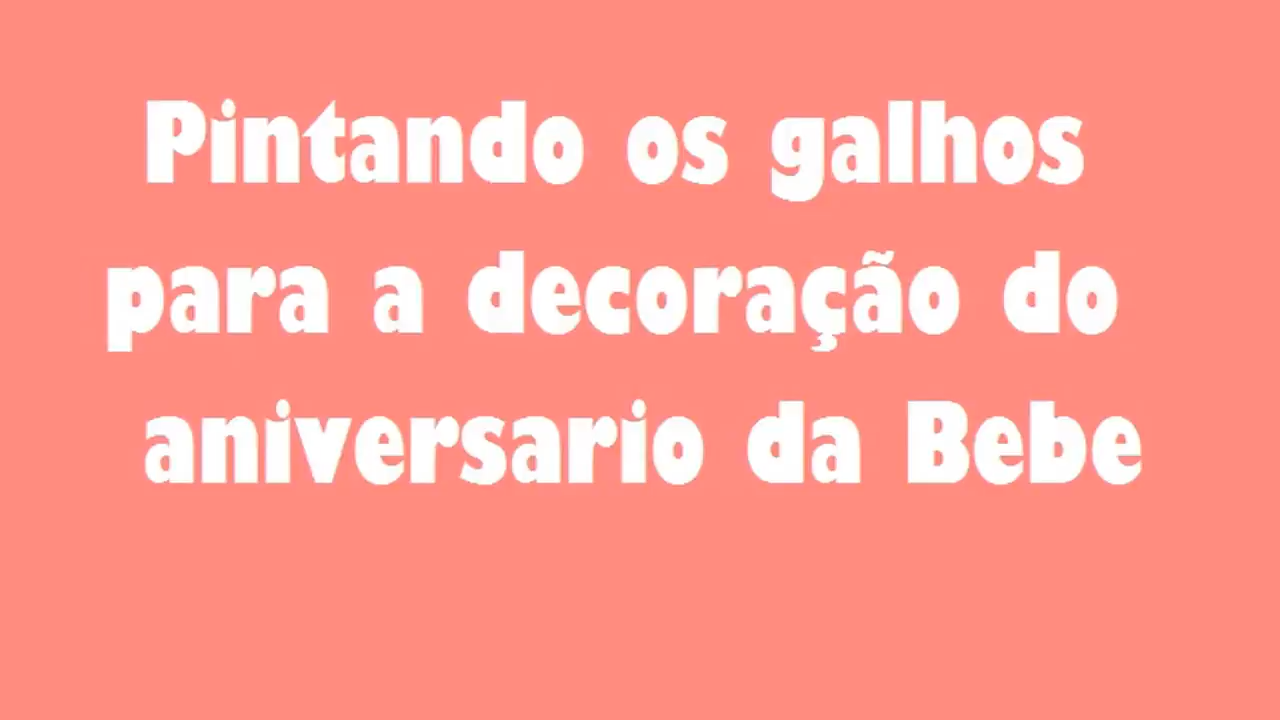 Pintando os galhos
para a decoração do
aniversario da Bebe